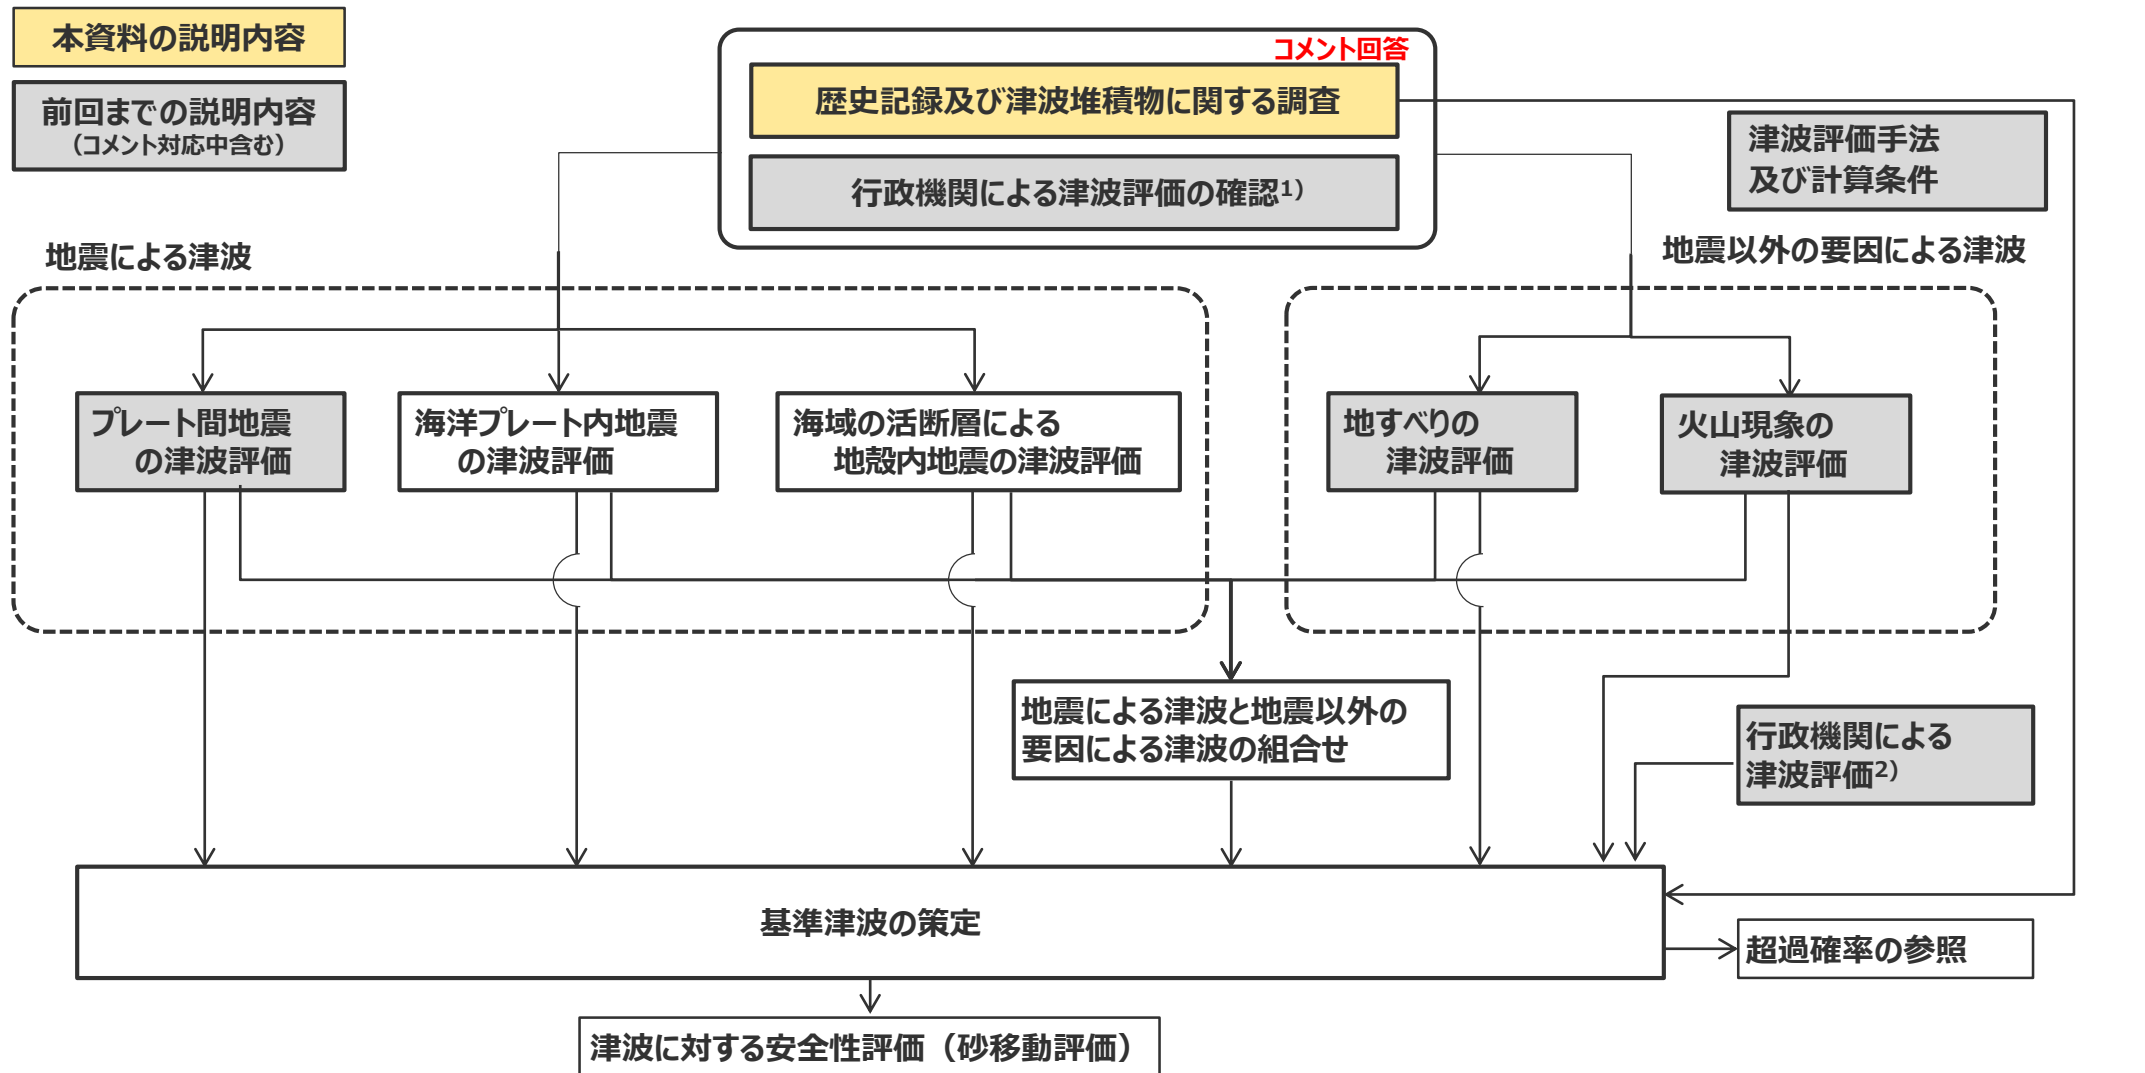 本資料の説明内容
前回までの説明内容
（コメント対応中含む）
コメント回答
歴史記録及び津波堆積物に関する調査
行政機関による津波評価の確認1）
津波評価手法
及び計算条件
地震による津波
地震以外の要因による津波
プレート間地震
の津波評価
海洋プレート内地震
の津波評価
海域の活断層による
地殻内地震の津波評価
地すべりの
津波評価
火山現象の
津波評価
地震による津波と地震以外の
要因による津波の組合せ
行政機関による
津波評価2）
基準津波の策定
超過確率の参照
津波に対する安全性評価（砂移動評価）